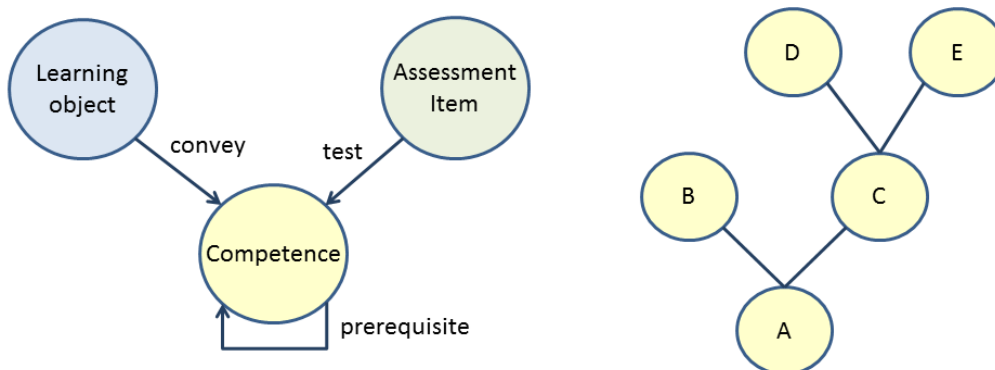 Learning
object
Assessment
Item
convey
test
Competence
prerequisite
D
E
B
C
A